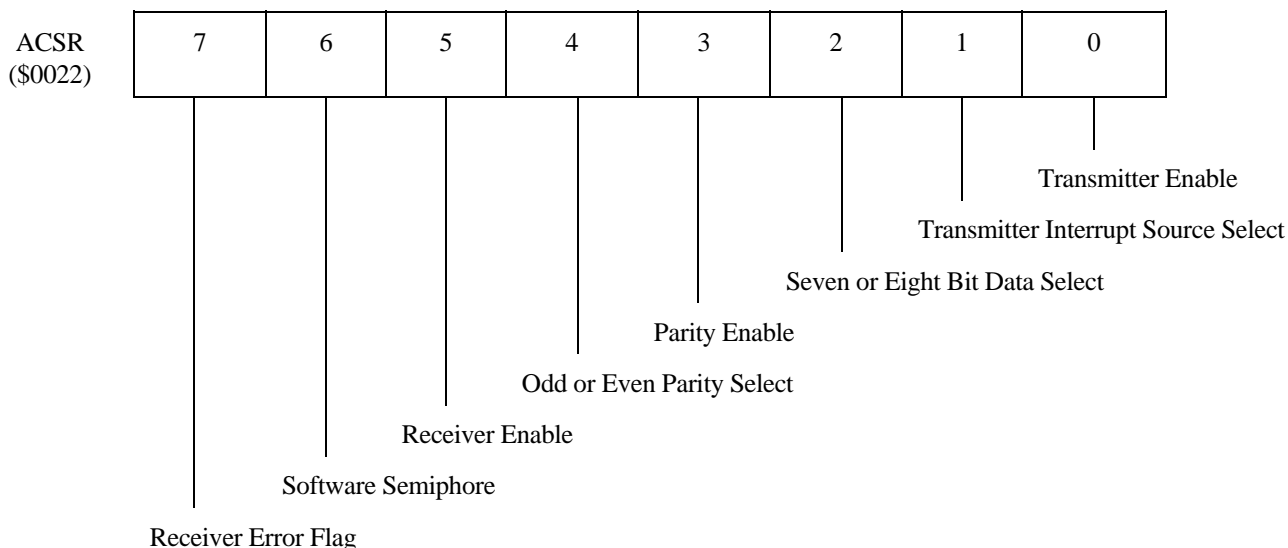 ACSR
($0022)
7 6 5 4 3 2 1 0
Transmitter Enable
Transmitter Interrupt Source Select
Seven or Eight Bit Data Select
Parity Enable
Odd or Even Parity Select
Receiver Enable
Software Semiphore
Receiver Error Flag